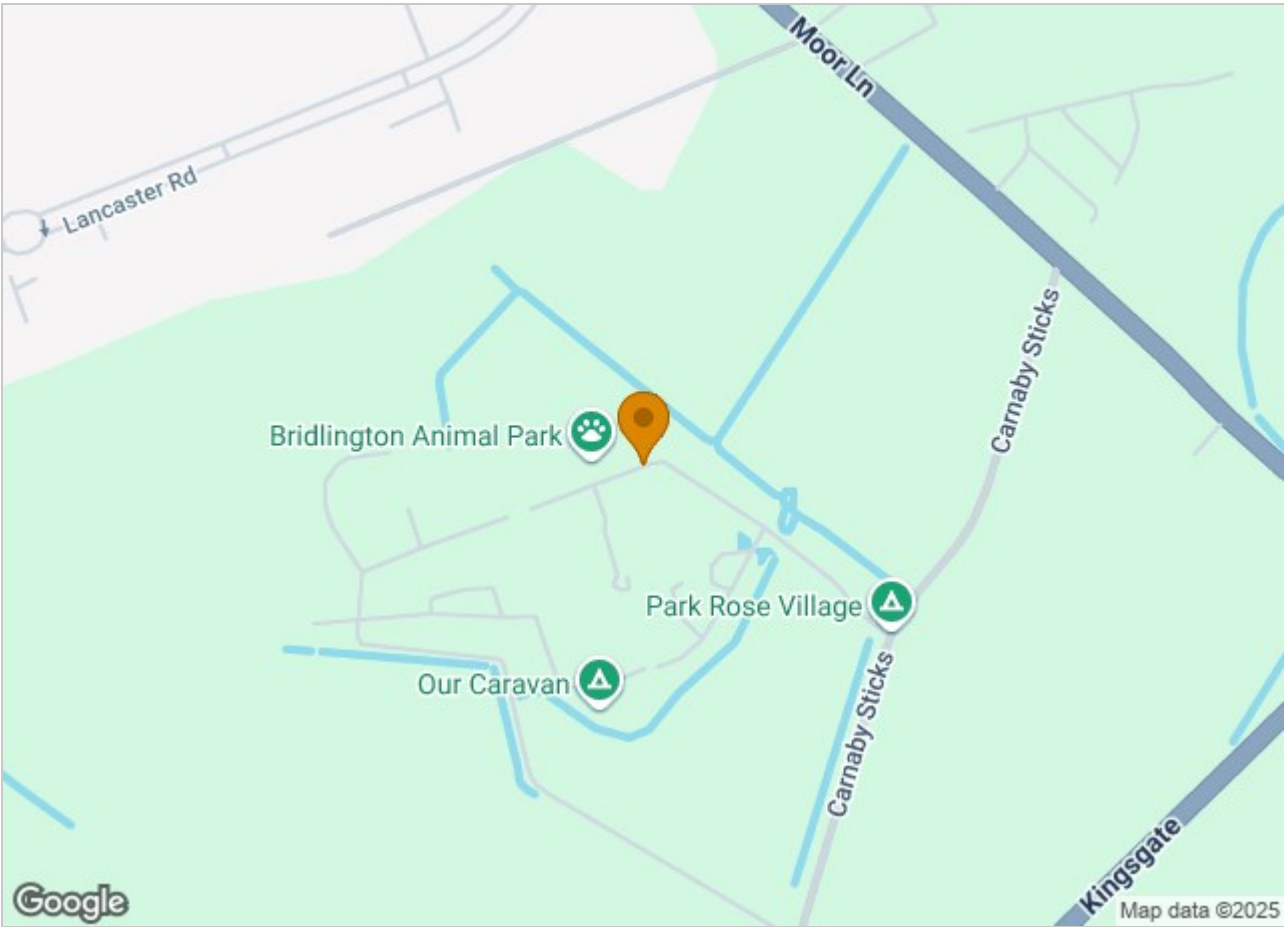 Moor Ln
Lancaster Rd
Carnaby Sticks
Bridlington Animal Park
Park Rose Village
Our Caravan
Carnaby Sticks
Kingsgate
Google
Map data ©2025